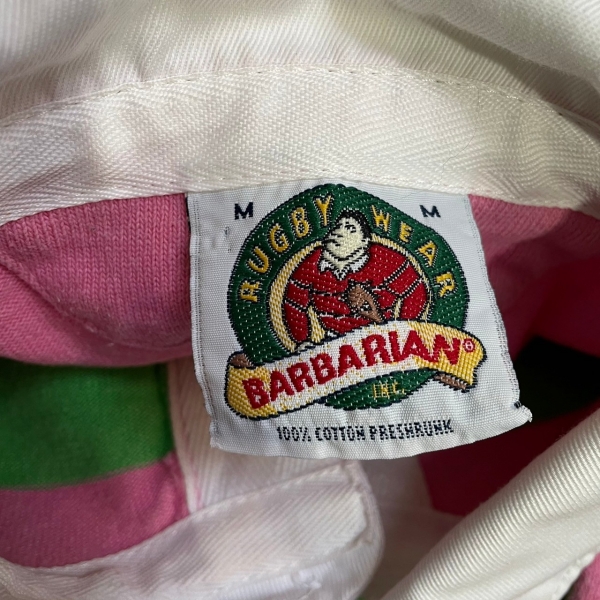 M M
RUGBY WEAR
BARBARIAN®
INC.
100% COTTON PRESHRUNK